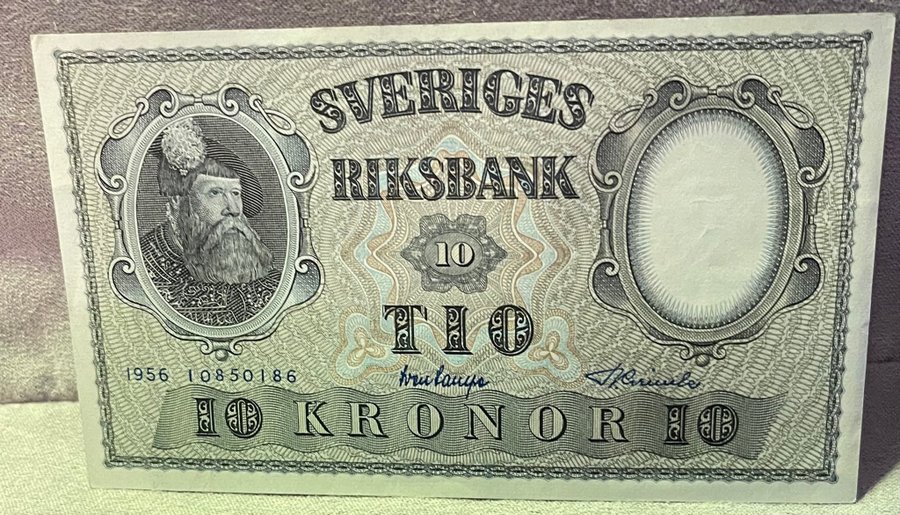 SVERIGES
RIKSBANK
10
TIO
1956 10850186
10 KRONOR 10